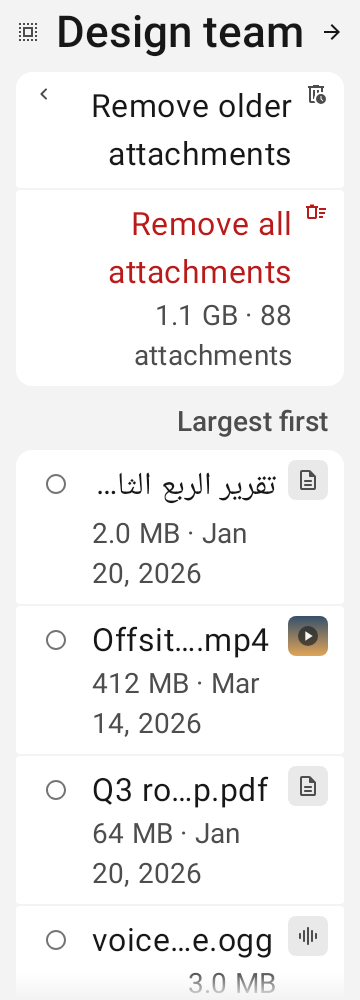 Design team
Remove older
attachments
Remove all
attachments
1.1 GB · 88
attachments
Largest first
تقرير الربع الثا...
2.0 MB · Jan
20, 2026
Offsit....mp4
412 MB · Mar
14, 2026
Q3 ro...p.pdf
64 MB · Jan
20, 2026
voice...e.ogg
3.0 MB